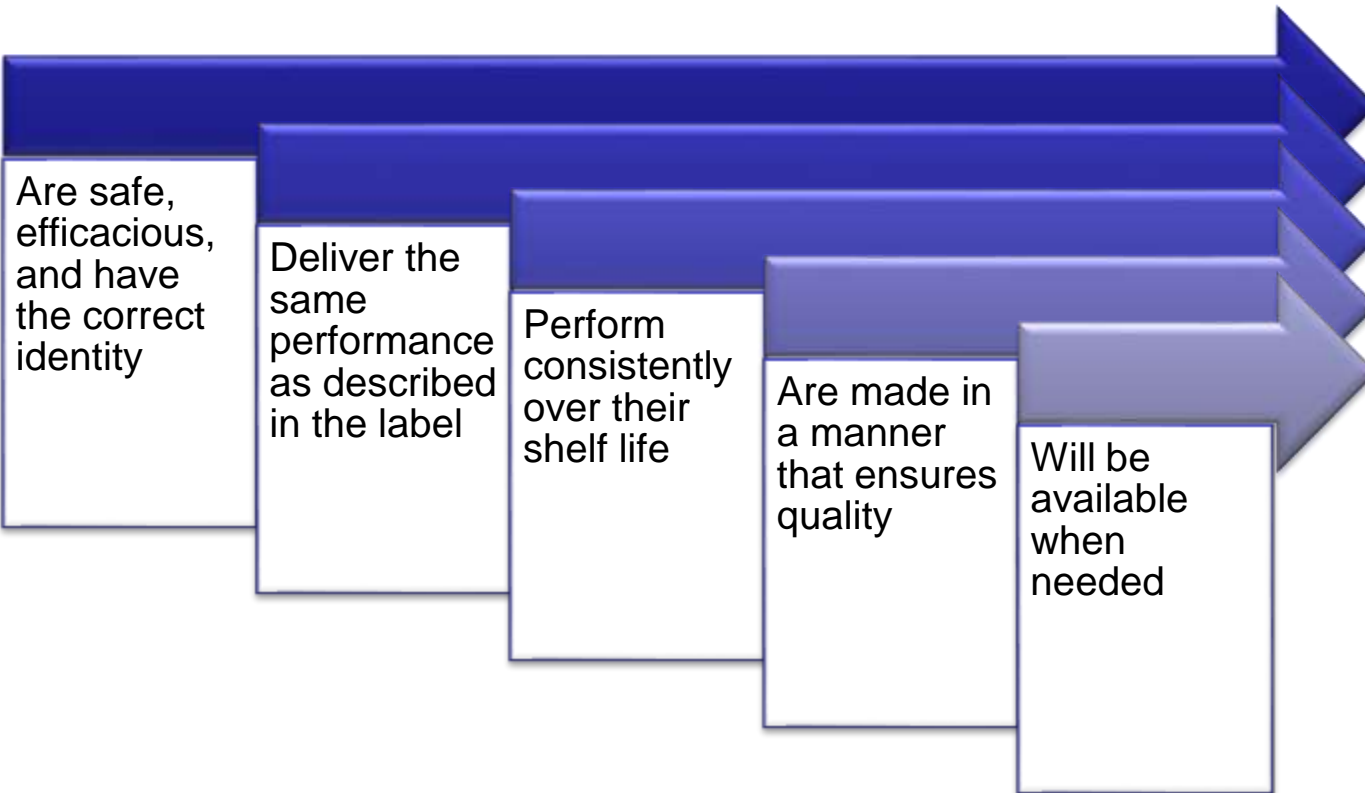 Are safe,
efficacious,
and have
the correct
identity
Deliver the
same
performance
as described
in the label
Perform
consistently
over their
shelf life
Are made in
a manner
that ensures
quality
Will be
available
when
needed